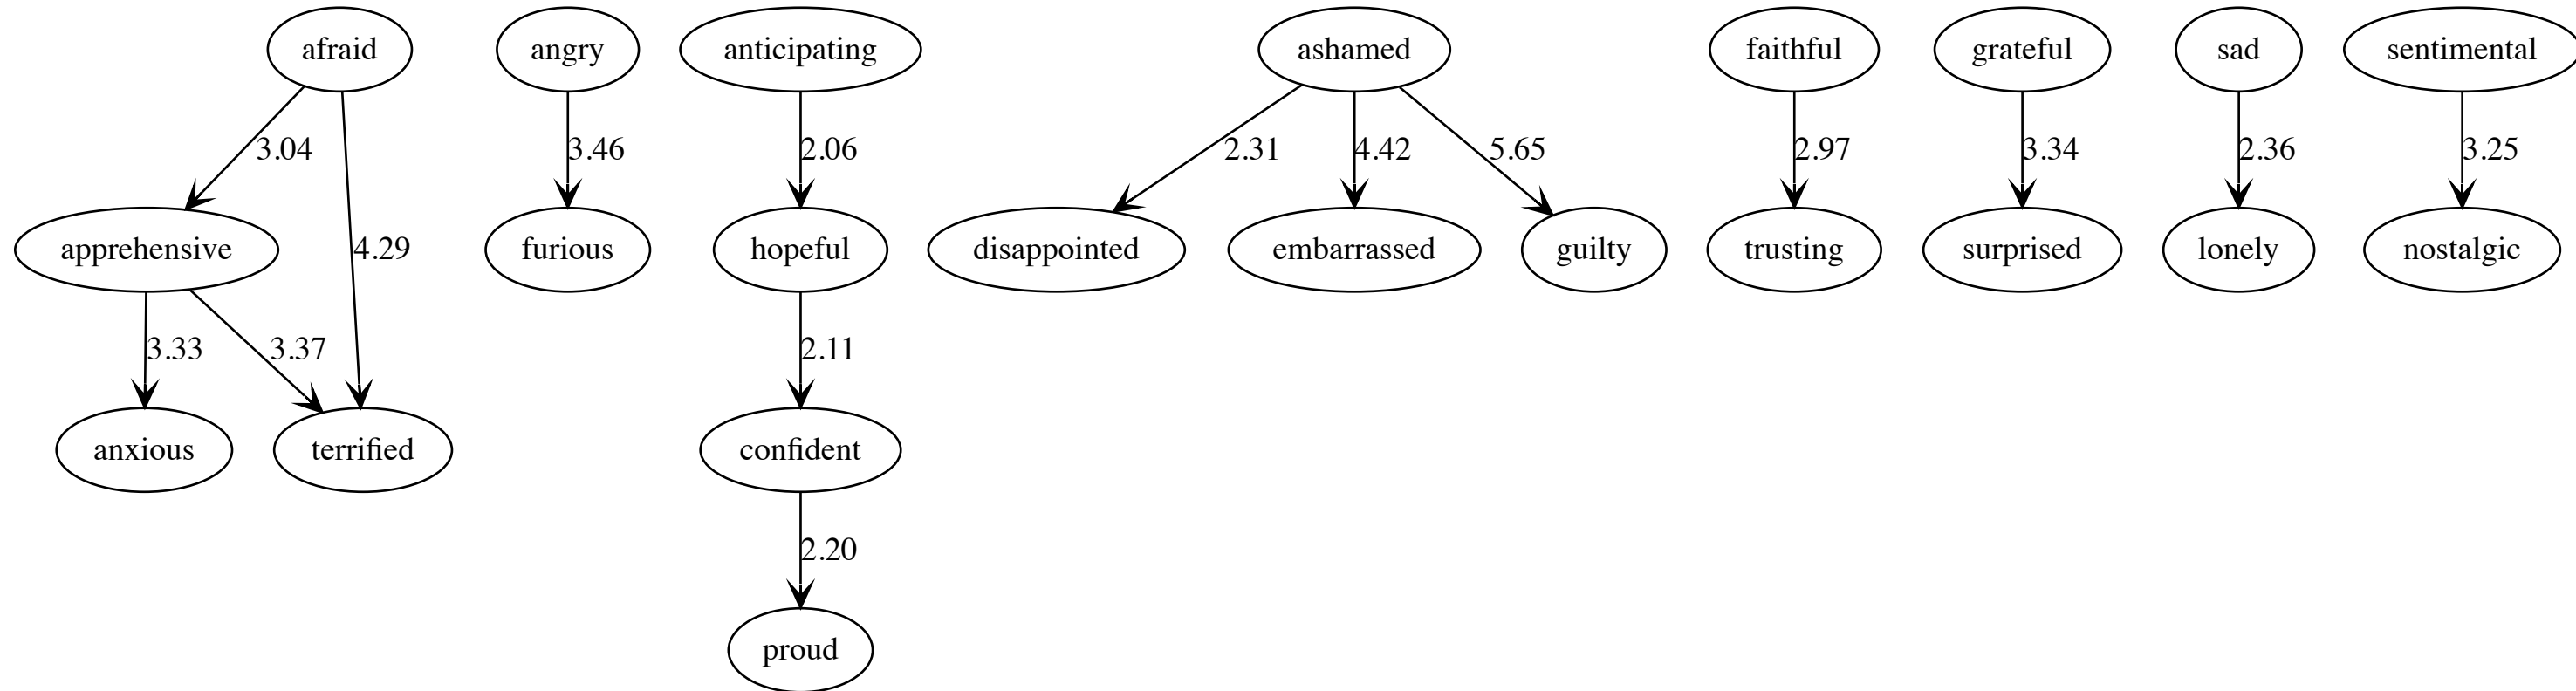 afraid
angry
anticipating
ashamed
faithful
grateful
sad
sentimental
3.04
3.46
2.06
2.31
4.42
5.65
2.97
3.34
2.36
3.25
apprehensive
4.29
furious
hopeful
disappointed
embarrassed
guilty
trusting
surprised
lonely
nostalgic
3.33
3.37
2.11
anxious
terrified
confident
2.20
proud